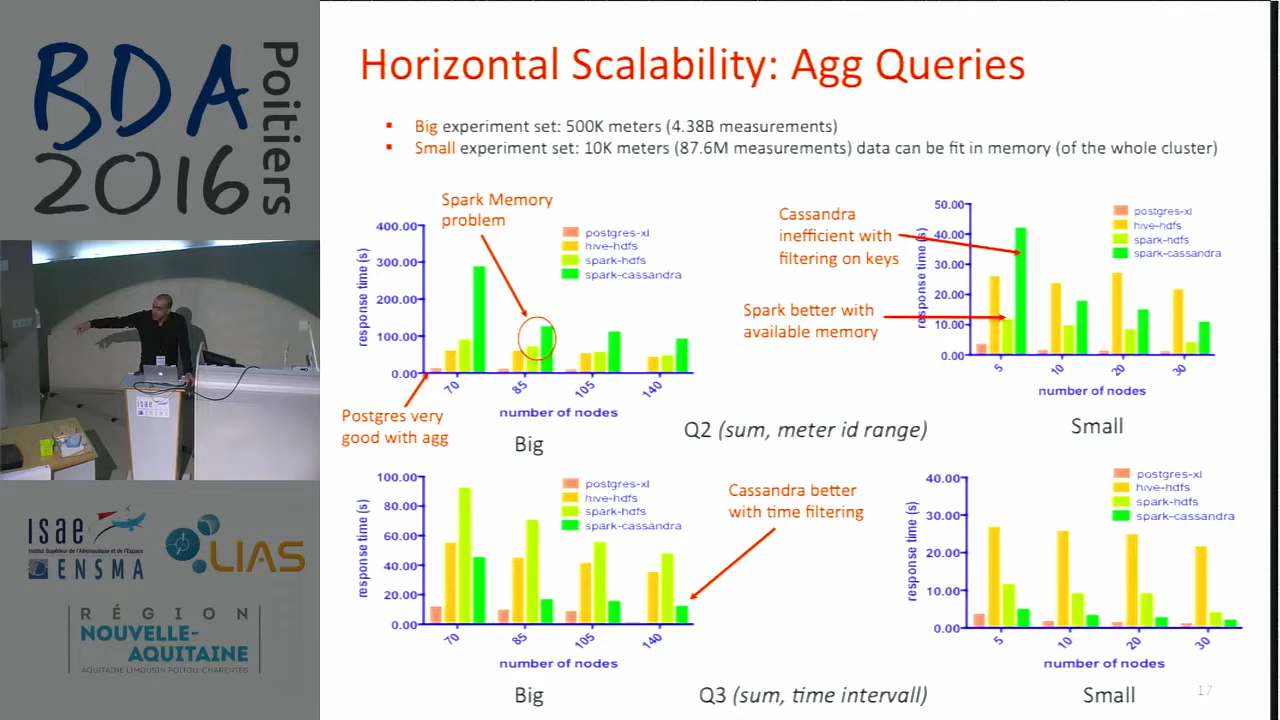 BDA
2016
Poitiers
isae
ENSMA
Institut Supérieur de l'Aéronautique et de l'Espace
LIAS
RÉGION
NOUVELLE-
AQUITAINE
AQUITAINE LIMOUSIN POITOU-CHARENTES
isae
Horizontal Scalability: Agg Queries
▪ Big experiment set: 500K meters (4.38B measurements)
▪ Small experiment set: 10K meters (87.6M measurements) data can be fit in memory (of the whole cluster)
Spark Memory
problem
400.00
300.00
200.00
100.00
0.00
response time (s)
postgres-xl
hive-hdfs
spark-hdfs
spark-cassandra
70
85
105
140
number of nodes
Postgres very
good with agg
Big
Cassandra
inefficient with
filtering on keys
Spark better with
available memory
50.00
40.00
30.00
20.00
10.00
0.00
response time (s)
postgres-xl
hive-hdfs
spark-hdfs
spark-cassandra
5
10
20
30
number of nodes
Q2 (sum, meter id range)
Small
100.00
80.00
60.00
40.00
20.00
0.00
response time (s)
postgres-xl
hive-hdfs
spark-hdfs
spark-cassandra
70
85
105
140
number of nodes
Big
Cassandra better
with time filtering
40.00
30.00
20.00
10.00
0.00
response time (s)
postgres-xl
hive-hdfs
spark-hdfs
spark-cassandra
5
10
20
30
number of nodes
Q3 (sum, time intervall)
Small
17